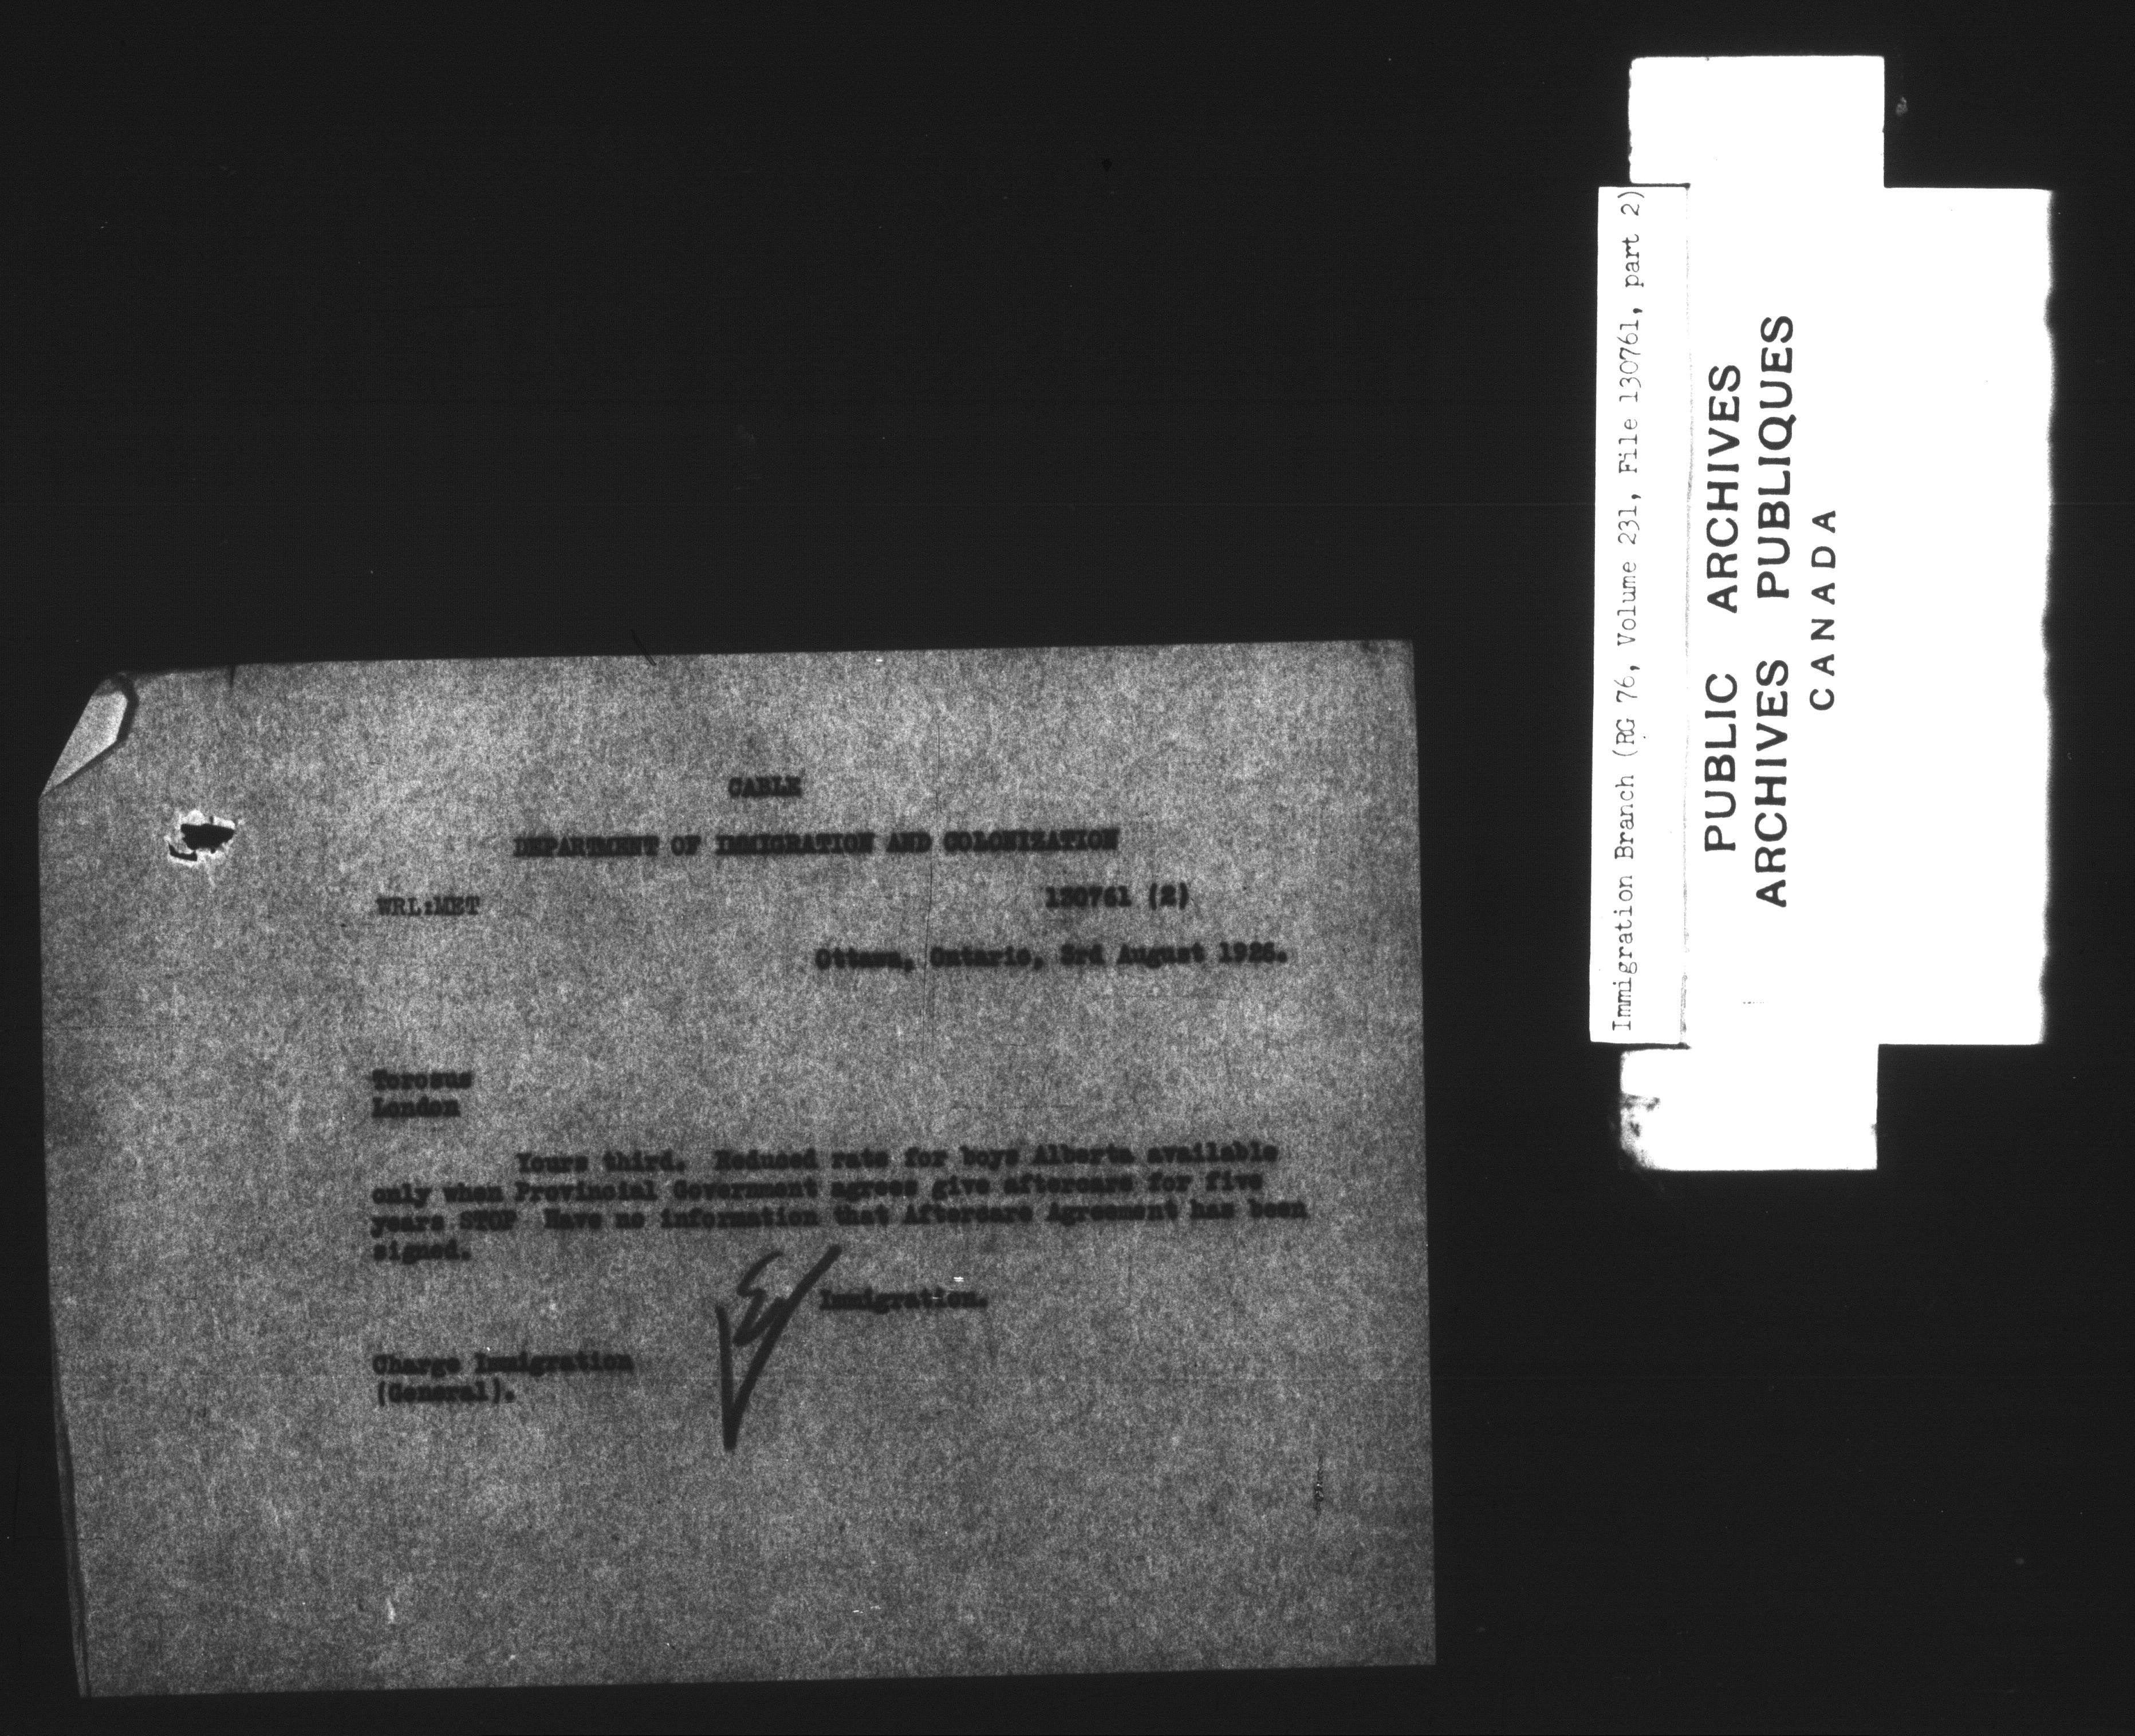 CABLE
DEPARTMENT OF IMMIGRATION AND COLONIZATION
WRL:MET
130761 (2)
Ottawa, Ontario, 3rd August 1926.
Torosus
London
Yours third. Reduced rate for boys Alberta available
only when Provincial Government agrees give aftercare for five
years STOP Have no information that Aftercare Agreement has been
signed.
Immigration.
Charge Immigration
(General).
Immigration Branch (RG 76, Volume 231, File 130761, part 2)
PUBLIC ARCHIVES
ARCHIVES PUBLIQUES
CANADA